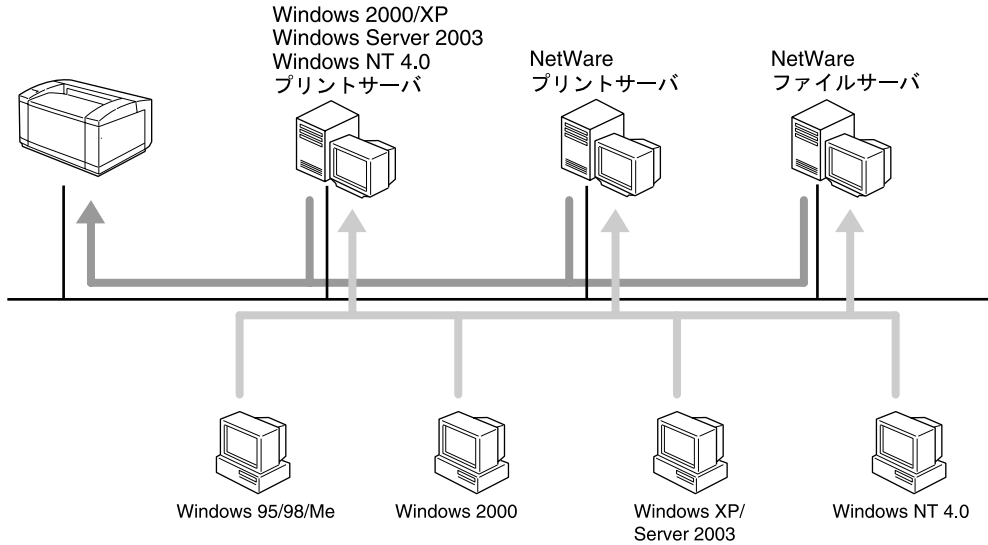 Windows 2000/XP
Windows Server 2003
Windows NT 4.0
プリントサーバ
NetWare
プリントサーバ
NetWare
ファイルサーバ
Windows 95/98/Me
Windows 2000
Windows XP/
Server 2003
Windows NT 4.0